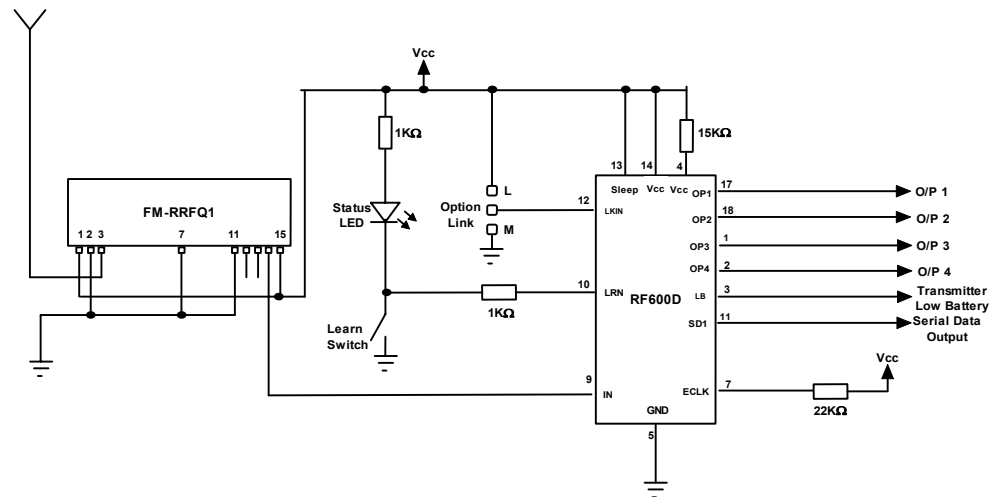 Vcc
1KΩ
15KΩ
13
14
4
Sleep
Vcc
Vcc
OP1
17
O/P 1
FM-RRFQ1
L
Status
LED
Option
Link
12
LKIN
OP2
18
O/P 2
M
1
2
3
7
11
15
OP3
1
O/P 3
OP4
2
O/P 4
10
LRN
RF600D
LB
3
Transmitter
Low Battery
1KΩ
SD1
11
Serial Data
Output
Learn
Switch
Vcc
9
IN
ECLK
7
22KΩ
GND
5